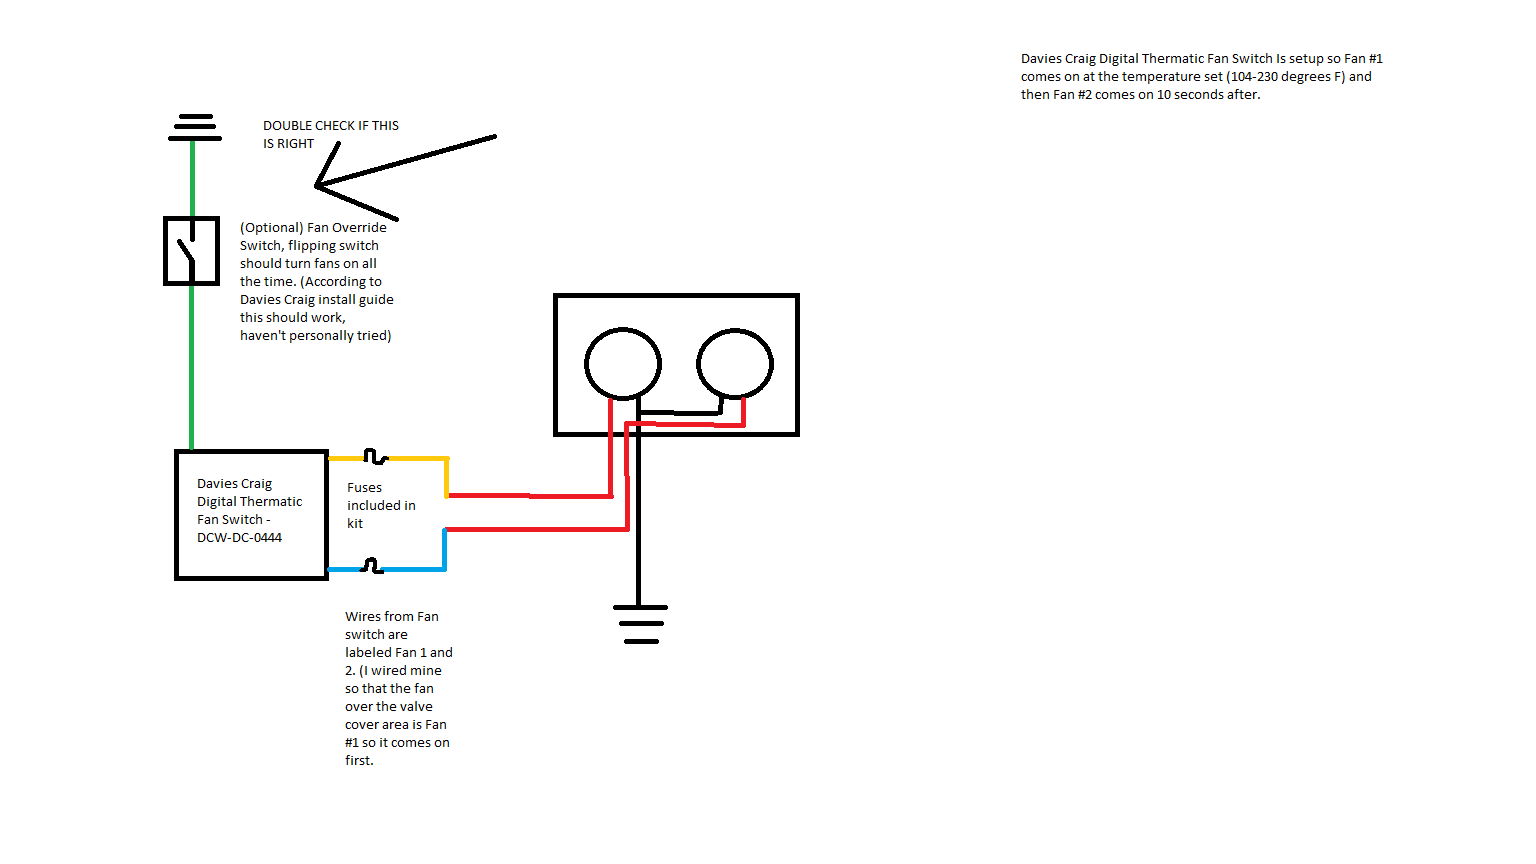 Davies Craig Digital Thermatic Fan Switch Is setup so Fan #1
comes on at the temperature set (104-230 degrees F) and
then Fan #2 comes on 10 seconds after.
DOUBLE CHECK IF THIS
IS RIGHT
(Optional) Fan Override
Switch, flipping switch
should turn fans on all
the time. (According to
Davies Craig install guide
this should work,
haven't personally tried)
Davies Craig
Digital Thermatic
Fan Switch -
DCW-DC-0444
Fuses
included in
kit
Wires from Fan
switch are
labeled Fan 1 and
2. (I wired mine
so that the fan
over the valve
cover area is Fan
#1 so it comes on
first.